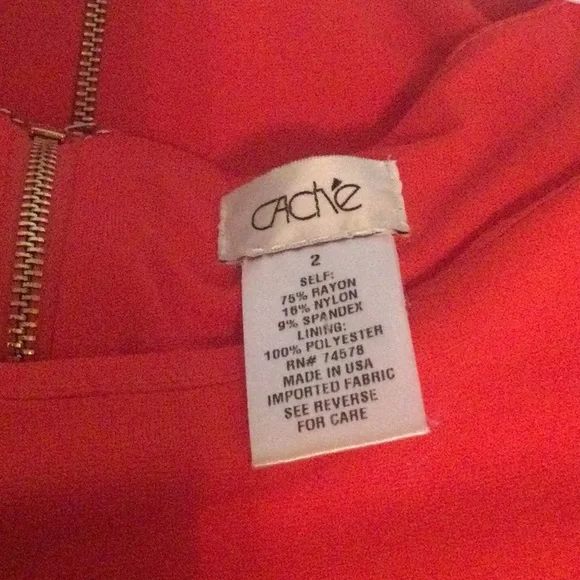 CACHé
2
SELF:
75% RAYON
16% NYLON
9% SPANDEX
LINING:
100% POLYESTER
RN# 74578
MADE IN USA
IMPORTED FABRIC
SEE REVERSE
FOR CARE